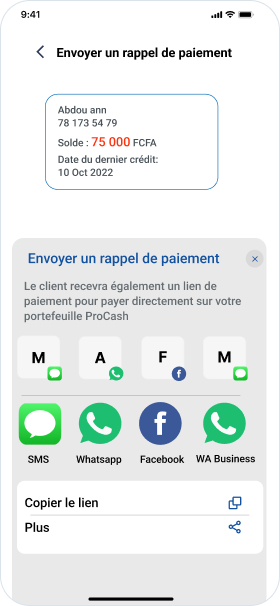 9:41
Envoyer un rappel de paiement
Abdou ann
78 173 54 79
Solde : 75 000 FCFA
Date du dernier crédit:
10 Oct 2022
Envoyer un rappel de paiement
Le client recevra également un lien de
paiement pour payer directement sur votre
portefeuille ProCash
M A F M
SMS Whatsapp Facebook WA Business
Copier le lien
Plus